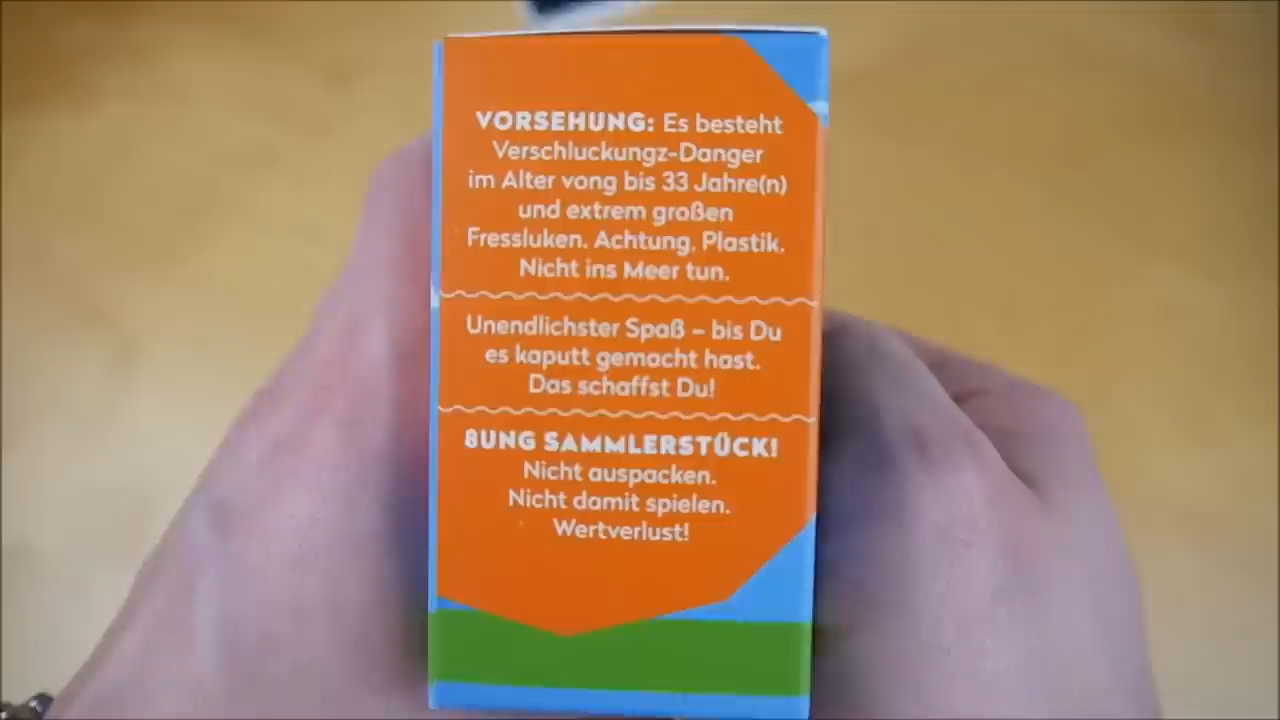 VORSEHUNG: Es besteht
Verschluckungz-Danger
im Alter vong bis 33 Jahre(n)
und extrem großen
Fressluken. Achtung, Plastik.
Nicht ins Meer tun.
Unendlichster Spaß – bis Du
es kaputt gemacht hast.
Das schaffst Du!
8UNG SAMMLERSTÜCK!
Nicht auspacken.
Nicht damit spielen.
Wertverlust!